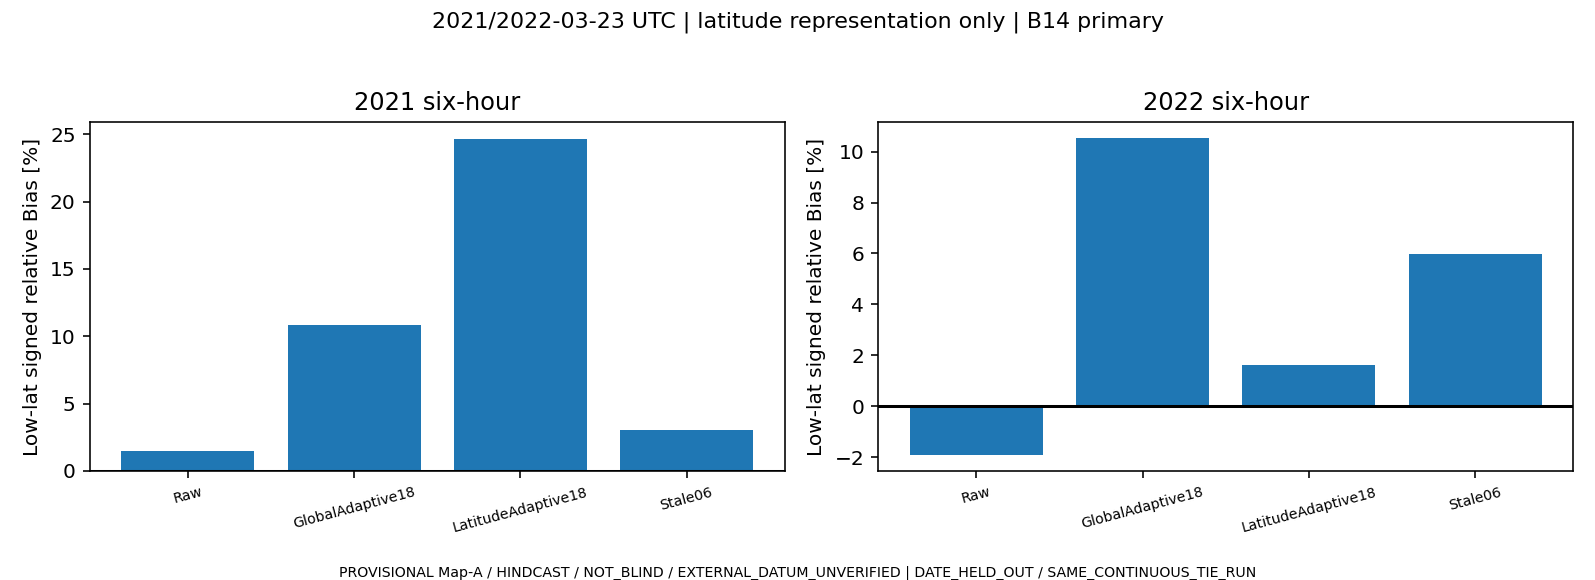 2021/2022-03-23 UTC | latitude representation only | B14 primary
2021 six-hour
Low-lat signed relative Bias [%]
25
20
15
10
5
0
Raw
GlobalAdaptive18
LatitudeAdaptive18
Stale06
2022 six-hour
Low-lat signed relative Bias [%]
10
8
6
4
2
0
−2
Raw
GlobalAdaptive18
LatitudeAdaptive18
Stale06
PROVISIONAL Map-A / HINDCAST / NOT_BLIND / EXTERNAL_DATUM_UNVERIFIED | DATE_HELD_OUT / SAME_CONTINUOUS_TIE_RUN